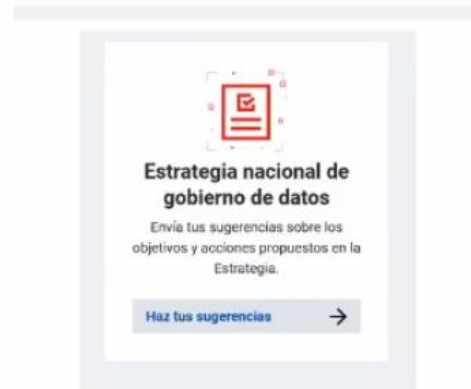 Estrategia nacional de
gobierno de datos
Envía tus sugerencias sobre los
objetivos y acciones propuestos en la
Estrategia.
Haz tus sugerencias